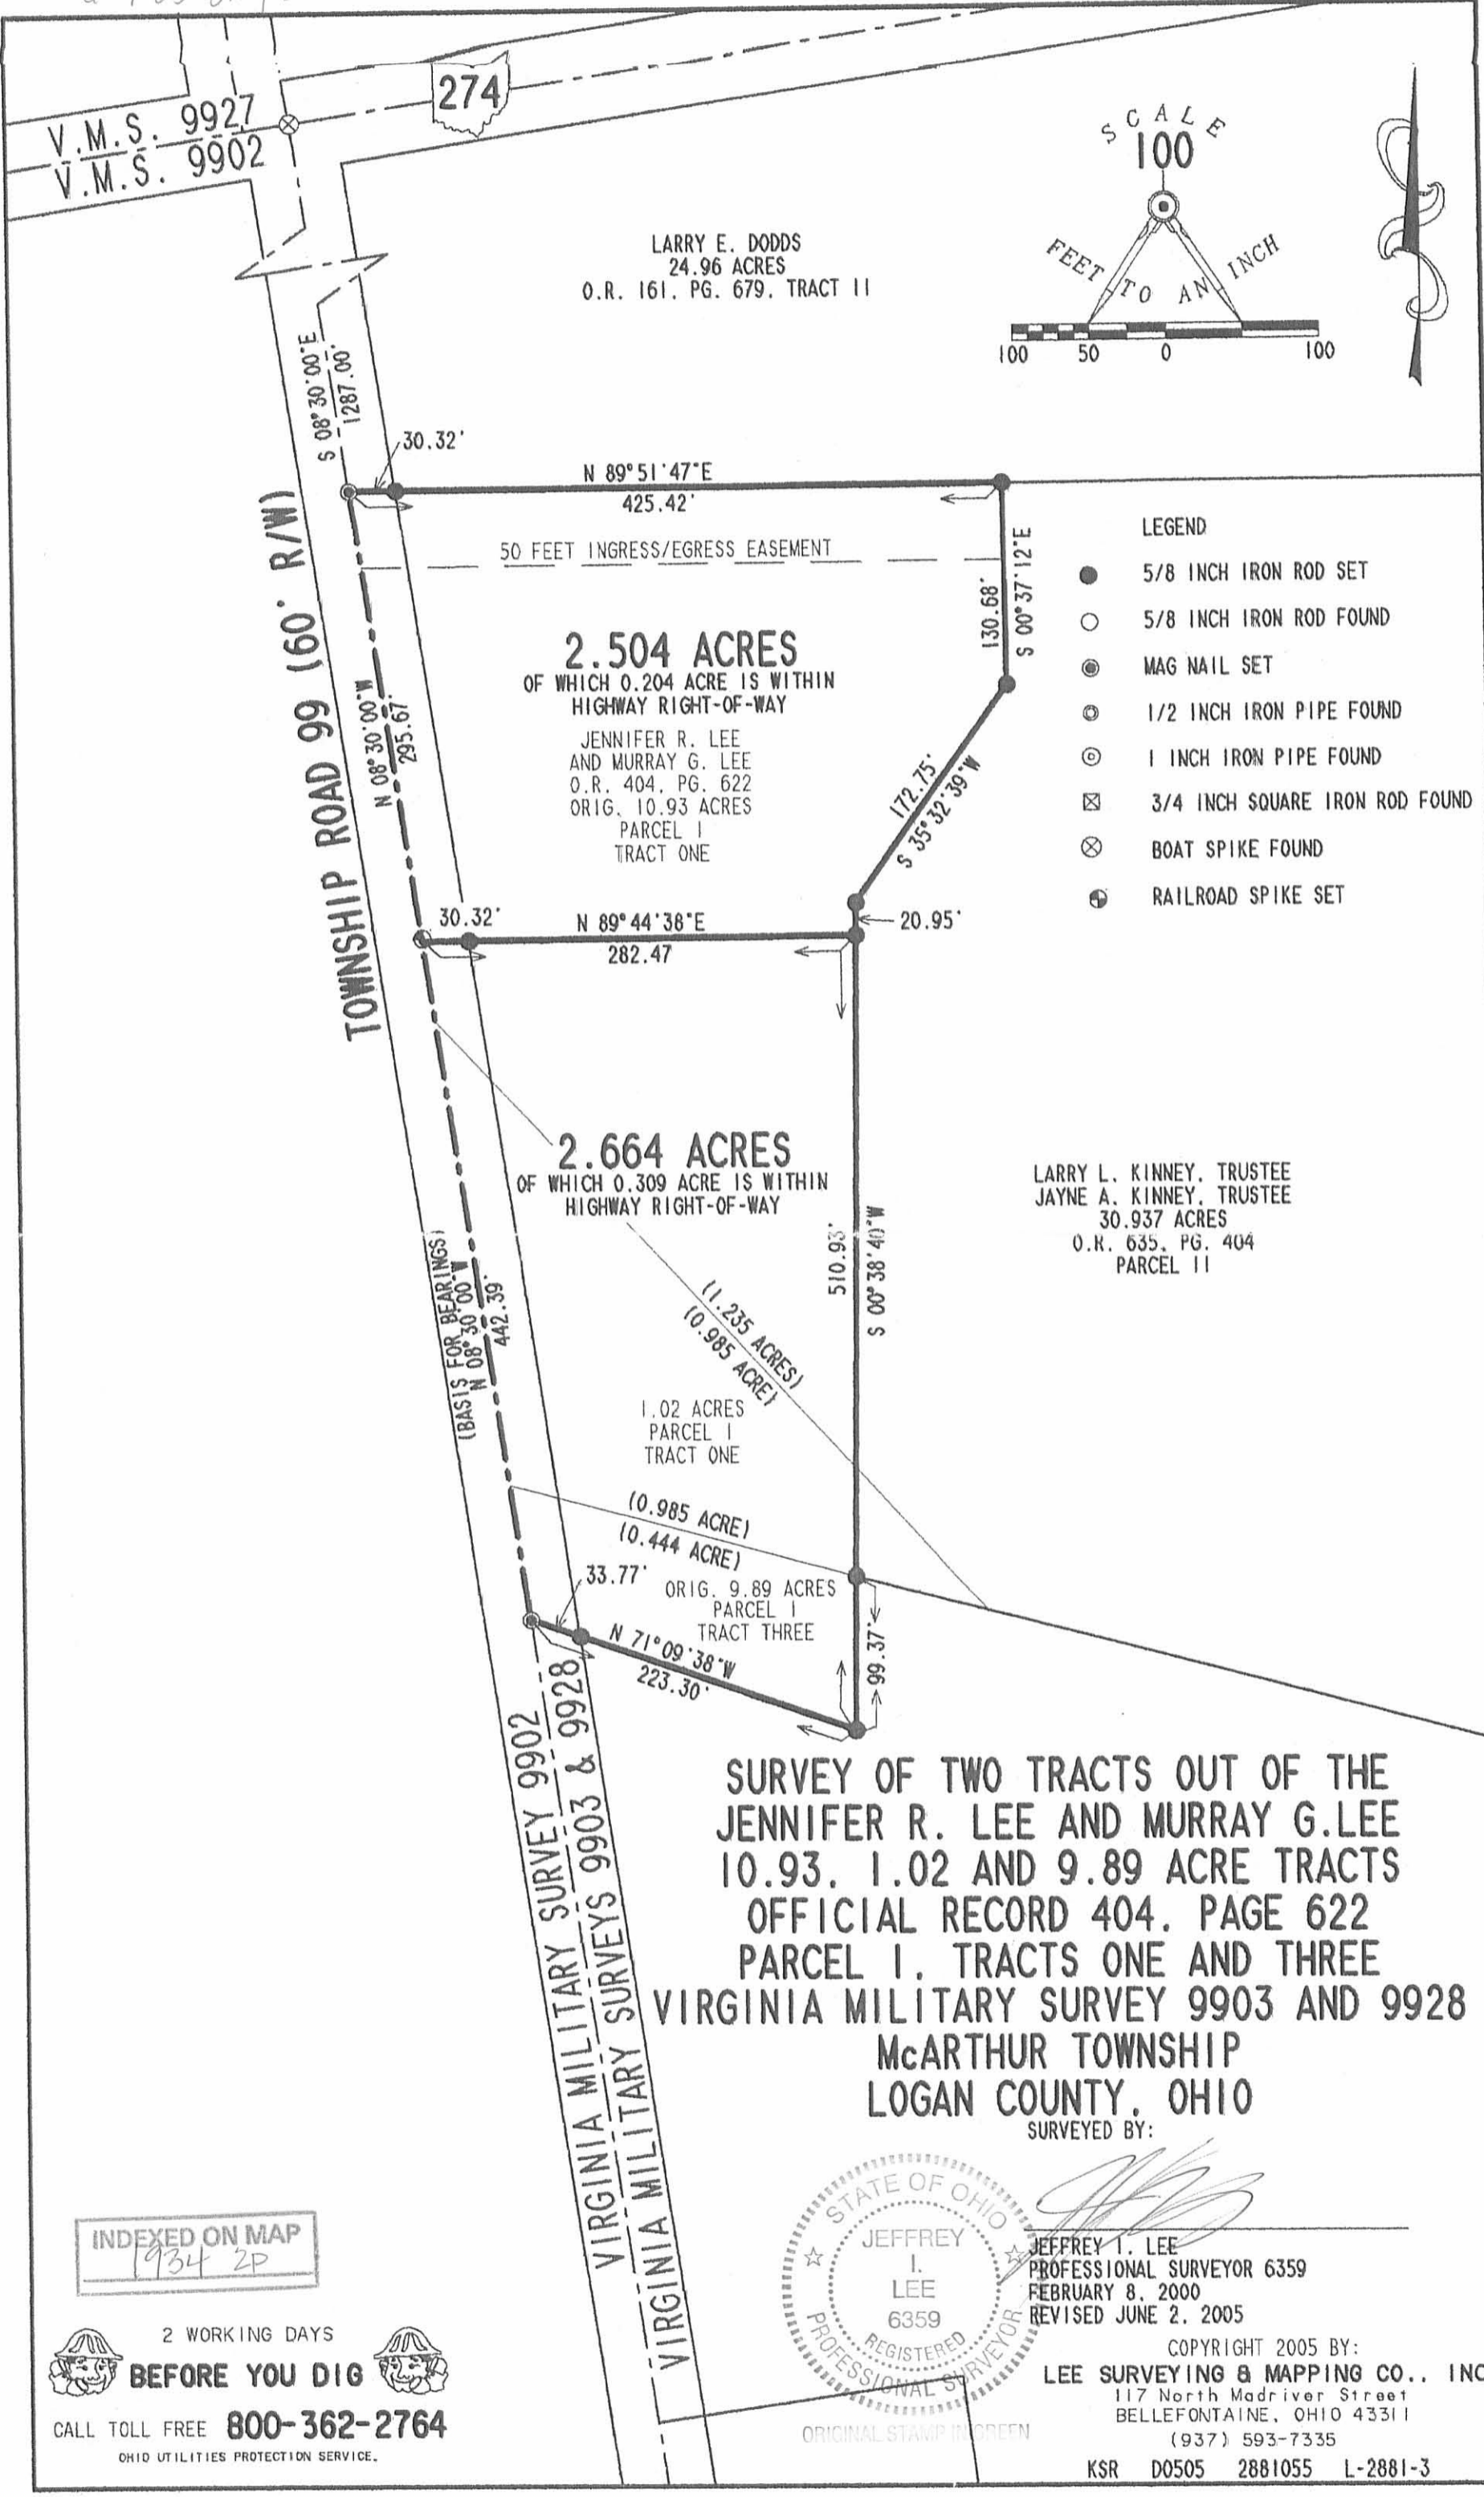 V.M.S. 9927
V.M.S. 9902
274
SCALE
100
FEET TO AN INCH
100 50 0 100
LARRY E. DODDS
24.96 ACRES
O.R. 161, PG. 679, TRACT II
S 08°30'00"E
1287.00'
30.32'
N 89°51'47"E
425.42'
50 FEET INGRESS/EGRESS EASEMENT
130.68'
S 00°37'12"E
LEGEND
5/8 INCH IRON ROD SET
5/8 INCH IRON ROD FOUND
MAG NAIL SET
1/2 INCH IRON PIPE FOUND
1 INCH IRON PIPE FOUND
3/4 INCH SQUARE IRON ROD FOUND
BOAT SPIKE FOUND
RAILROAD SPIKE SET
TOWNSHIP ROAD 99 (60' R/W)
N 08°30'00"W
295.67'
2.504 ACRES
OF WHICH 0.204 ACRE IS WITHIN
HIGHWAY RIGHT-OF-WAY
JENNIFER R. LEE
AND MURRAY G. LEE
O.R. 404, PG. 622
ORIG. 10.93 ACRES
PARCEL I
TRACT ONE
172.75'
S 35°32'39"W
30.32'
N 89°44'38"E
282.47
20.95'
2.664 ACRES
OF WHICH 0.309 ACRE IS WITHIN
HIGHWAY RIGHT-OF-WAY
LARRY L. KINNEY, TRUSTEE
JAYNE A. KINNEY, TRUSTEE
30.937 ACRES
O.R. 635, PG. 404
PARCEL II
510.93'
S 00°38'40"W
(BASIS FOR BEARINGS)
N 08°30'00"W
442.39'
(1.235 ACRES)
(0.985 ACRE)
1.02 ACRES
PARCEL I
TRACT ONE
(0.985 ACRE)
(0.444 ACRE)
33.77'
ORIG. 9.89 ACRES
PARCEL I
TRACT THREE
N 71°09'38"W
223.30'
99.37'
VIRGINIA MILITARY SURVEY 9902
VIRGINIA MILITARY SURVEYS 9903 & 9928
SURVEY OF TWO TRACTS OUT OF THE
JENNIFER R. LEE AND MURRAY G.LEE
10.93, 1.02 AND 9.89 ACRE TRACTS
OFFICIAL RECORD 404, PAGE 622
PARCEL I, TRACTS ONE AND THREE
VIRGINIA MILITARY SURVEY 9903 AND 9928
McARTHUR TOWNSHIP
LOGAN COUNTY, OHIO
SURVEYED BY:
STATE OF OHIO
JEFFREY
I.
LEE
6359
REGISTERED
PROFESSIONAL SURVEYOR
ORIGINAL STAMP IN GREEN
JEFFREY I. LEE
PROFESSIONAL SURVEYOR 6359
FEBRUARY 8, 2000
REVISED JUNE 2, 2005
COPYRIGHT 2005 BY:
LEE SURVEYING & MAPPING CO., INC
117 North Madriver Street
BELLEFONTAINE, OHIO 43311
(937) 593-7335
KSR D0505 2881055 L-2881-3
INDEXED ON MAP
1934 2P
2 WORKING DAYS
BEFORE YOU DIG
CALL TOLL FREE 800-362-2764
OHIO UTILITIES PROTECTION SERVICE.